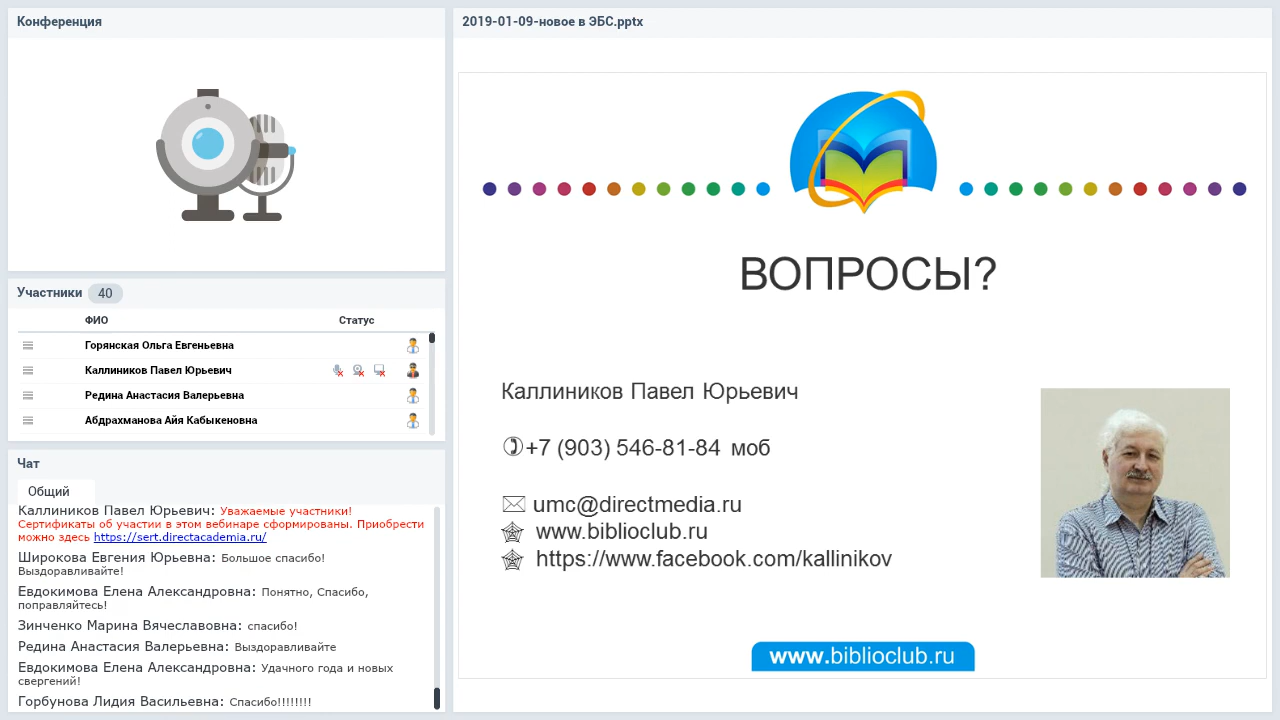 Конференция
Участники 40
ФИО Статус
Горянская Ольга Евгеньевна
Каллиников Павел Юрьевич
Редина Анастасия Валерьевна
Абдрахманова Айя Кабыкеновна
Чат
Общий
Каллиников Павел Юрьевич: Уважаемые участники!
Сертификаты об участии в этом вебинаре сформированы. Приобрести
можно здесь https://sert.directacademia.ru/
Широкова Евгения Юрьевна: Большое спасибо!
Выздоравливайте!
Евдокимова Елена Александровна: Понятно, Спасибо,
поправляйтесь!
Зинченко Марина Вячеславовна: спасибо!
Редина Анастасия Валерьевна: Выздоравливайте
Евдокимова Елена Александровна: Удачного года и новых
свергений!
Горбунова Лидия Васильевна: Спасибо!!!!!!!!
2019-01-09-новое в ЭБС.pptx
ВОПРОСЫ?
Каллиников Павел Юрьевич
+7 (903) 546-81-84 моб
umc@directmedia.ru
www.biblioclub.ru
https://www.facebook.com/kallinikov
www.biblioclub.ru